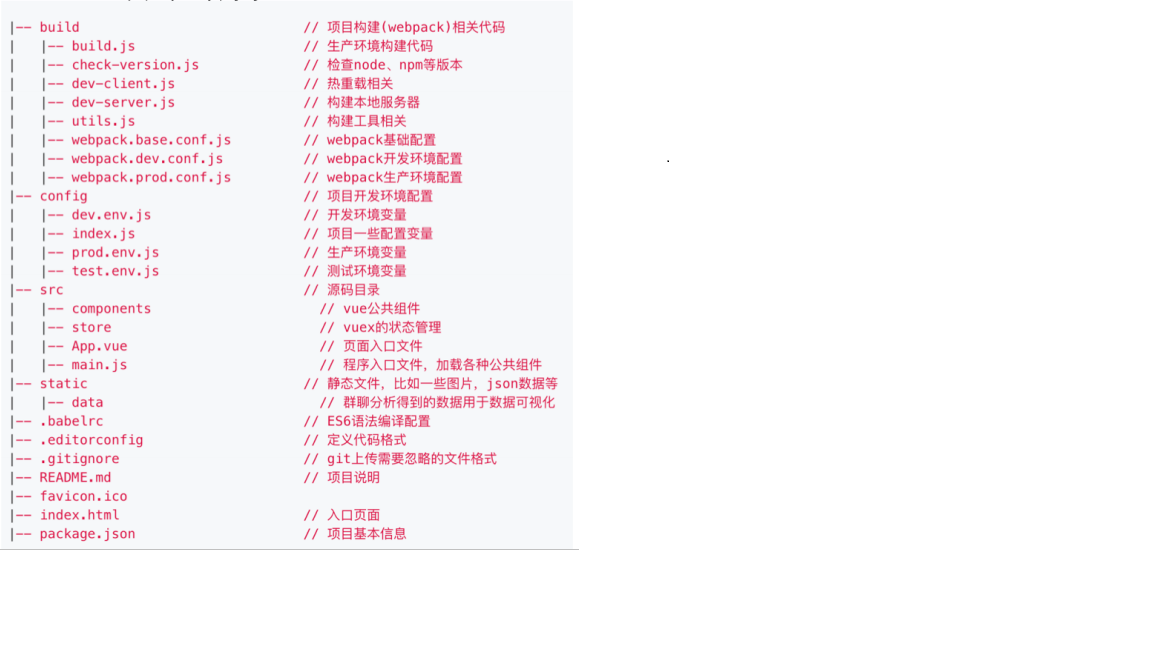 |-- build                            // 项目构建(webpack)相关代码
|   |-- build.js                     // 生产环境构建代码
|   |-- check-version.js             // 检查node、npm等版本
|   |-- dev-client.js                // 热重载相关
|   |-- dev-server.js                // 构建本地服务器
|   |-- utils.js                     // 构建工具相关
|   |-- webpack.base.conf.js         // webpack基础配置
|   |-- webpack.dev.conf.js          // webpack开发环境配置
|   |-- webpack.prod.conf.js         // webpack生产环境配置
|-- config                           // 项目开发环境配置
|   |-- dev.env.js                   // 开发环境变量
|   |-- index.js                     // 项目一些配置变量
|   |-- prod.env.js                  // 生产环境变量
|   |-- test.env.js                  // 测试环境变量
|-- src                              // 源码目录
|   |-- components                     // vue公共组件
|   |-- store                          // vuex的状态管理
|   |-- App.vue                        // 页面入口文件
|   |-- main.js                        // 程序入口文件，加载各种公共组件
|-- static                           // 静态文件，比如一些图片，json数据等
|   |-- data                           // 群聊分析得到的数据用于数据可视化
|-- .babelrc                         // ES6语法编译配置
|-- .editorconfig                    // 定义代码格式
|-- .gitignore                       // git上传需要忽略的文件格式
|-- README.md                        // 项目说明
|-- favicon.ico
|-- index.html                       // 入口页面
|-- package.json                     // 项目基本信息